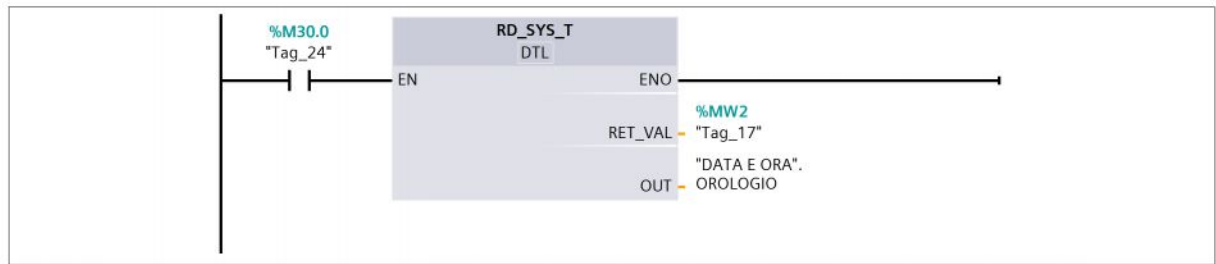 %M30.0
"Tag_24"
RD_SYS_T
DTL
EN
ENO
%MW2
RET_VAL
"Tag_17"
"DATA E ORA".
OUT
OROLOGIO